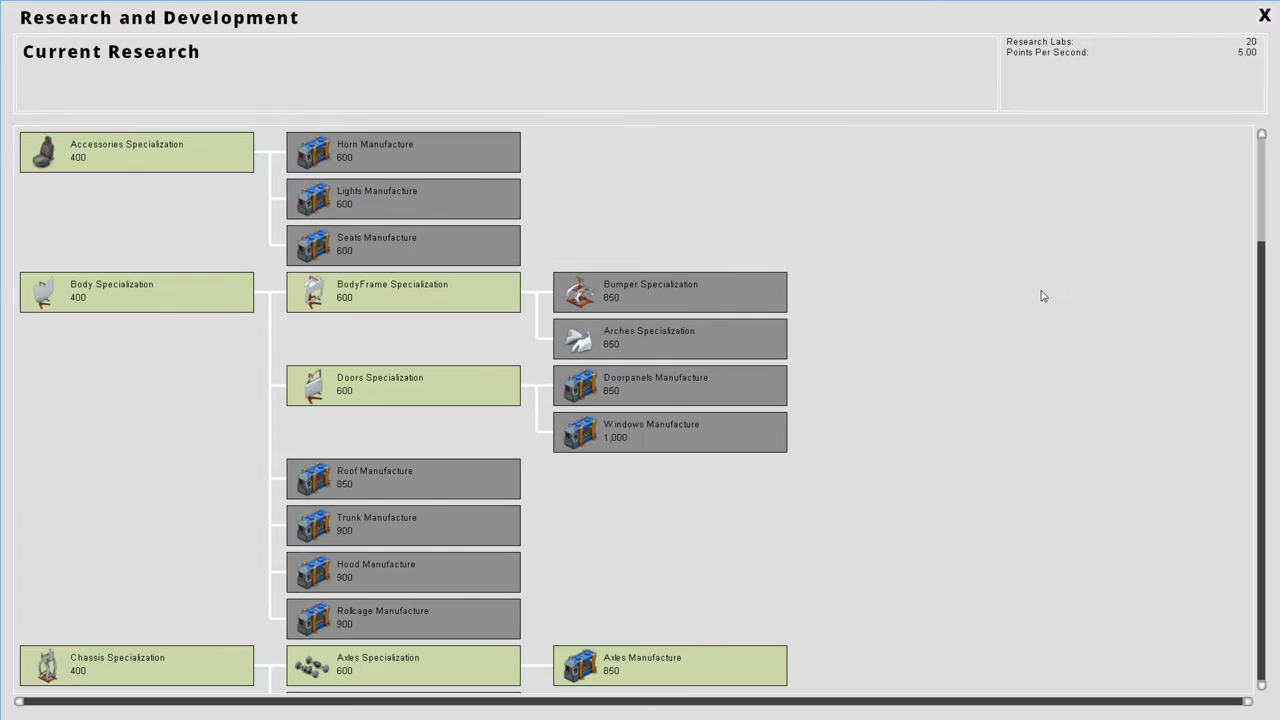 Research and Development
X
Current Research
Research Labs: 20
Points Per Second: 5.00
Accessories Specialization
400
Horn Manufacture
600
Lights Manufacture
600
Seats Manufacture
600
Body Specialization
400
BodyFrame Specialization
600
Bumper Specialization
850
Arches Specialization
850
Doors Specialization
600
Doorpanels Manufacture
850
Windows Manufacture
1,000
Roof Manufacture
850
Trunk Manufacture
900
Hood Manufacture
900
Rollcage Manufacture
900
Chassis Specialization
400
Axles Specialization
600
Axles Manufacture
850